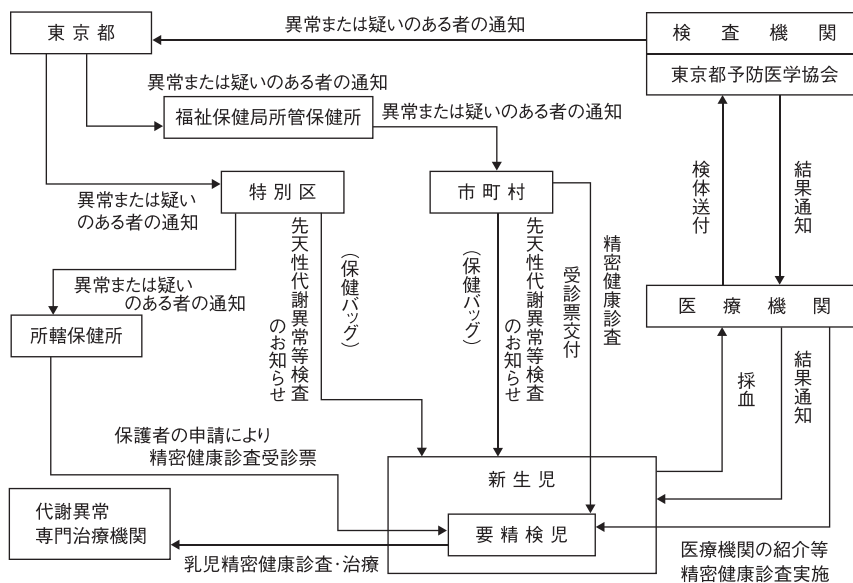 異常または疑いのある者の通知
東京都
検査機関
東京都予防医学協会
異常または疑いのある者の通知
福祉保健局所管保健所
異常または疑いのある者の通知
検体送付
結果通知
異常または疑い
のある者の通知
特別区
市町村
先天性代謝異常等検査
のお知らせ
(保健バッグ)
(保健バッグ)
先天性代謝異常等検査
のお知らせ
精密健康診査
受診票交付
異常または疑い
のある者の通知
所轄保健所
医療機関
採血
結果通知
保護者の申請により
精密健康診査受診票
新生児
要精検児
代謝異常
専門治療機関
乳児精密健康診査・治療
医療機関の紹介等
精密健康診査実施